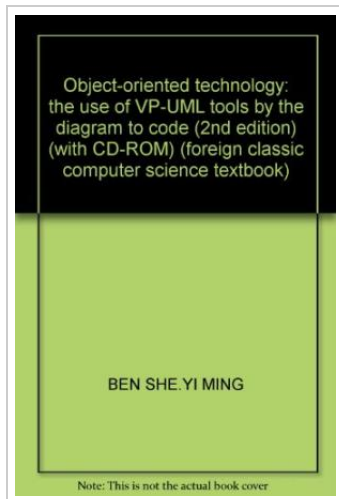 Object-oriented technology:
the use of VP-UML tools by the
diagram to code (2nd edition)
(with CD-ROM) (foreign classic
computer science textbook)
BEN SHE.YI MING
Note: This is not the actual book cover